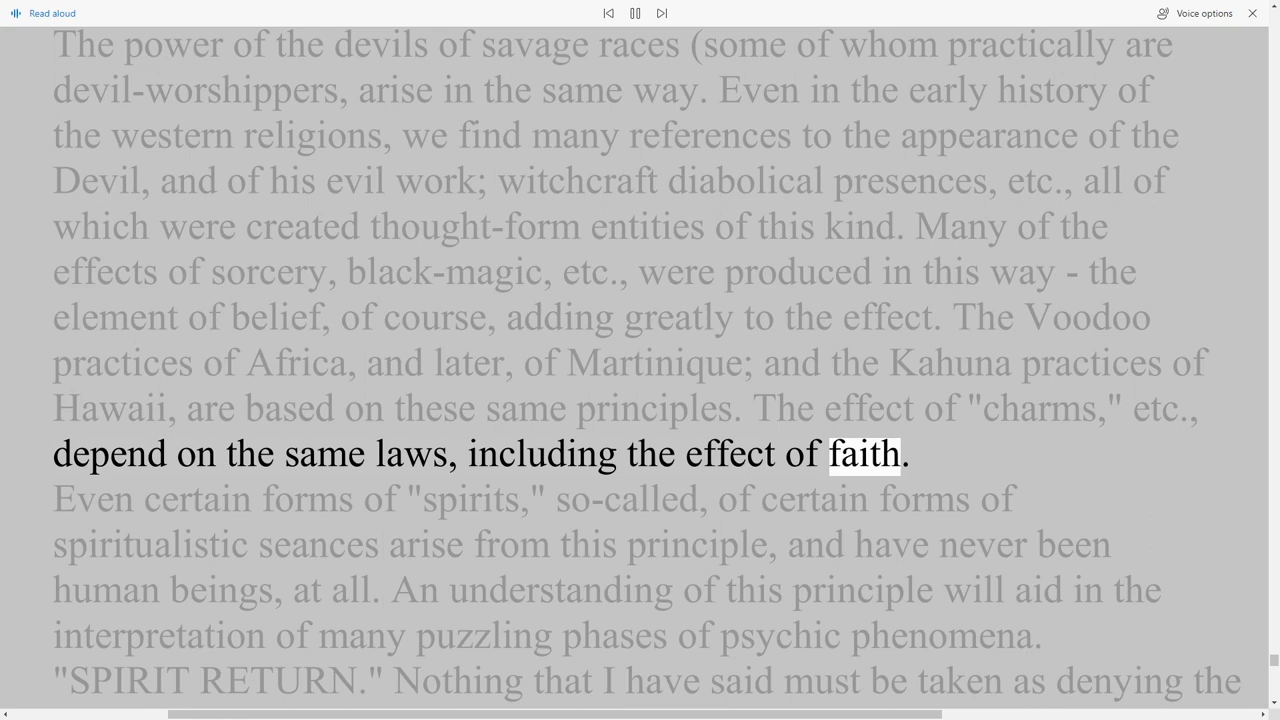 Read aloud
Voice options
The power of the devils of savage races (some of whom practically are
devil-worshippers, arise in the same way. Even in the early history of
the western religions, we find many references to the appearance of the
Devil, and of his evil work; witchcraft diabolical presences, etc., all of
which were created thought-form entities of this kind. Many of the
effects of sorcery, black-magic, etc., were produced in this way - the
element of belief, of course, adding greatly to the effect. The Voodoo
practices of Africa, and later, of Martinique; and the Kahuna practices of
Hawaii, are based on these same principles. The effect of "charms," etc.,
depend on the same laws, including the effect of faith.
Even certain forms of "spirits," so-called, of certain forms of
spiritualistic seances arise from this principle, and have never been
human beings, at all. An understanding of this principle will aid in the
interpretation of many puzzling phases of psychic phenomena.
"SPIRIT RETURN." Nothing that I have said must be taken as denying the